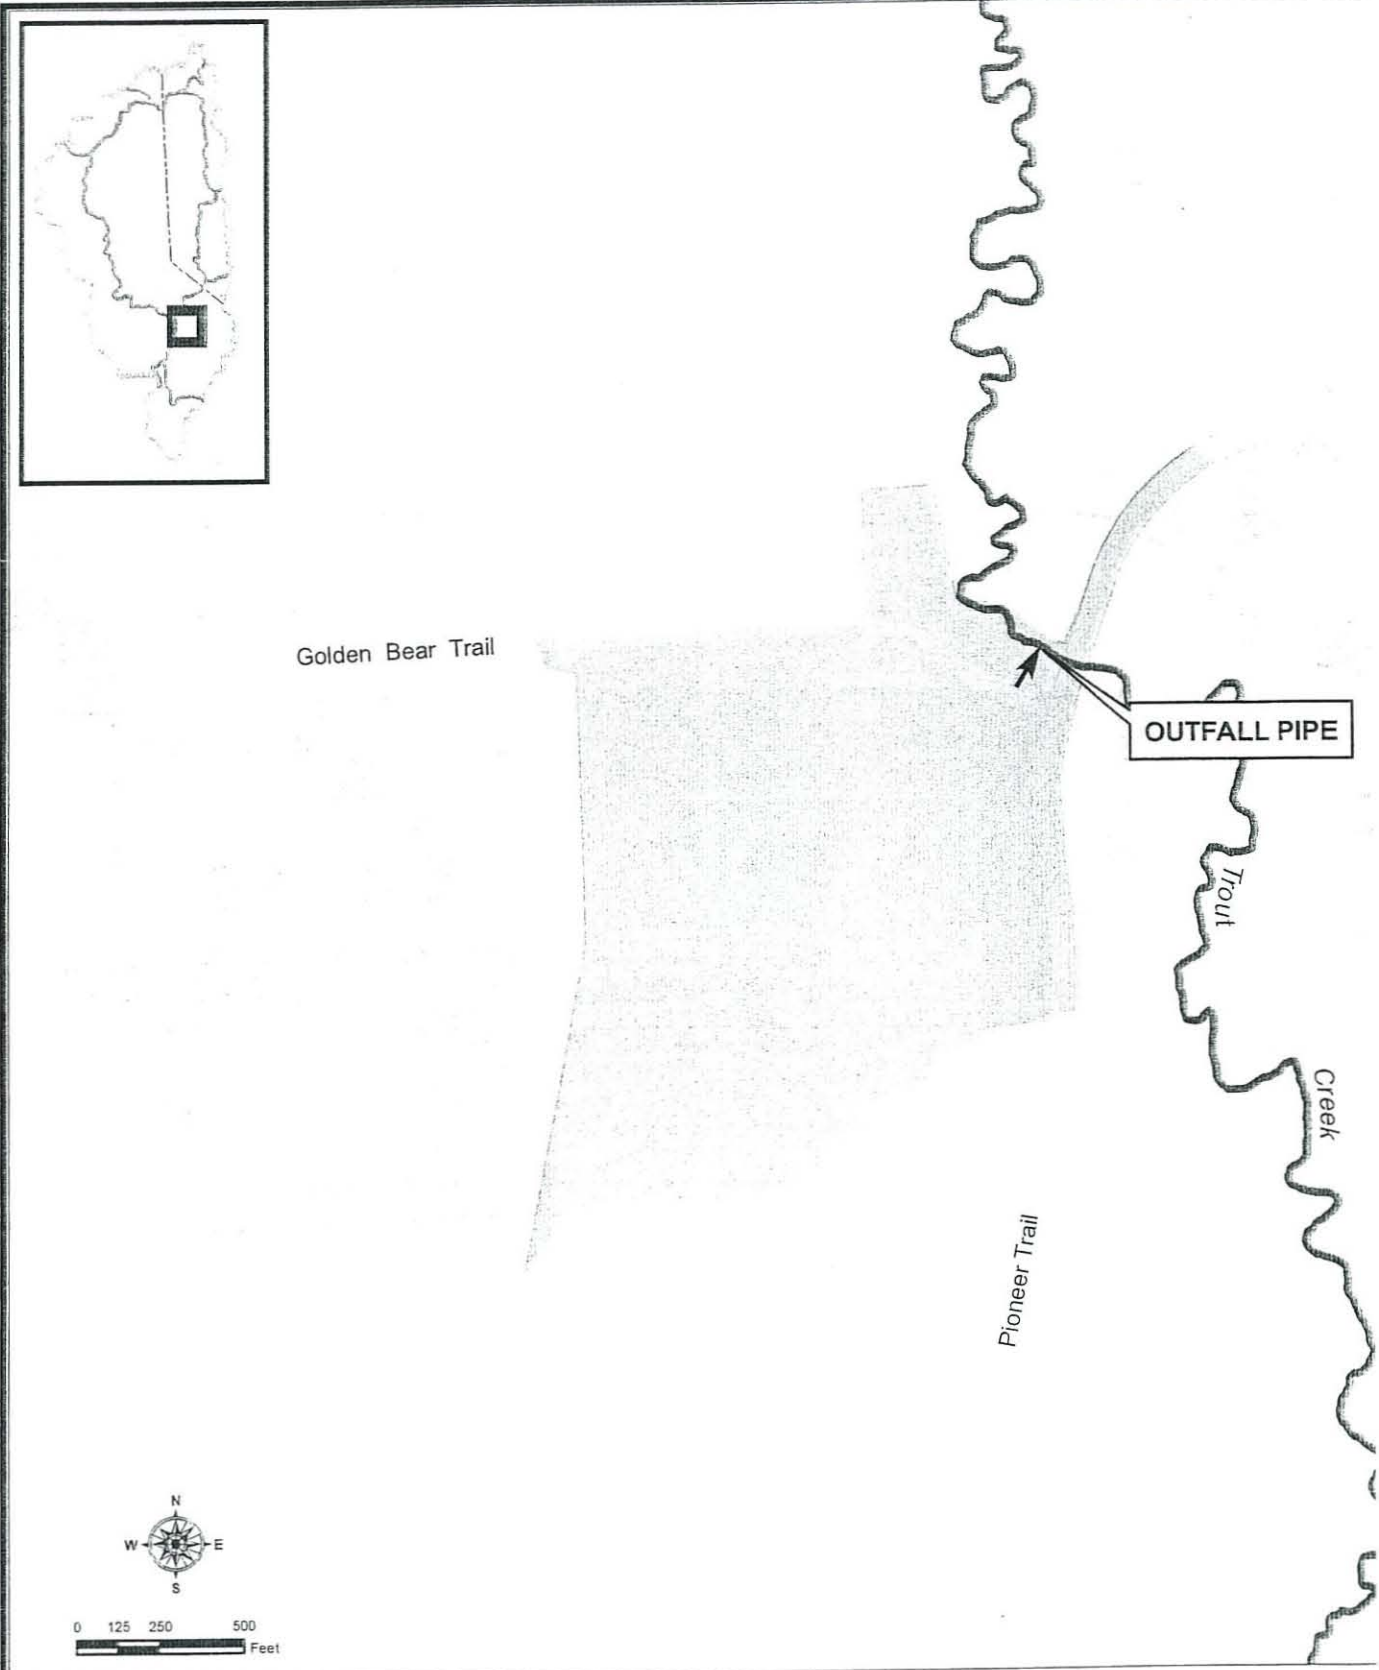 Golden Bear Trail
OUTFALL PIPE
Trout
Creek
Pioneer Trail
N
W E
S
0 125 250 500
Feet